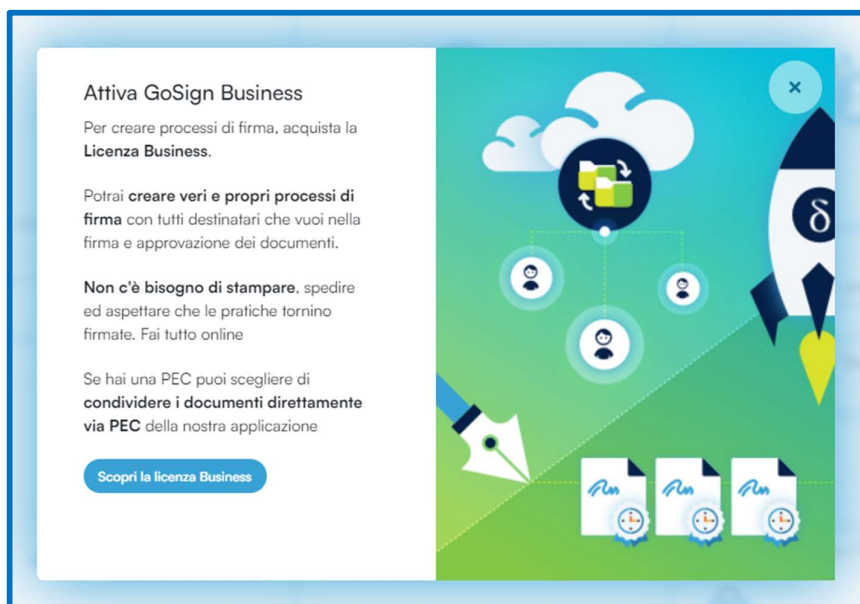 Attiva GoSign Business
Per creare processi di firma, acquista la
Licenza Business.
Potrai creare veri e propri processi di
firma con tutti destinatari che vuoi nella
firma e approvazione dei documenti.
Non c'è bisogno di stampare, spedire
ed aspettare che le pratiche tornino
firmate. Fai tutto online
Se hai una PEC puoi scegliere di
condividere i documenti direttamente
via PEC della nostra applicazione
Scopri la licenza Business
δ